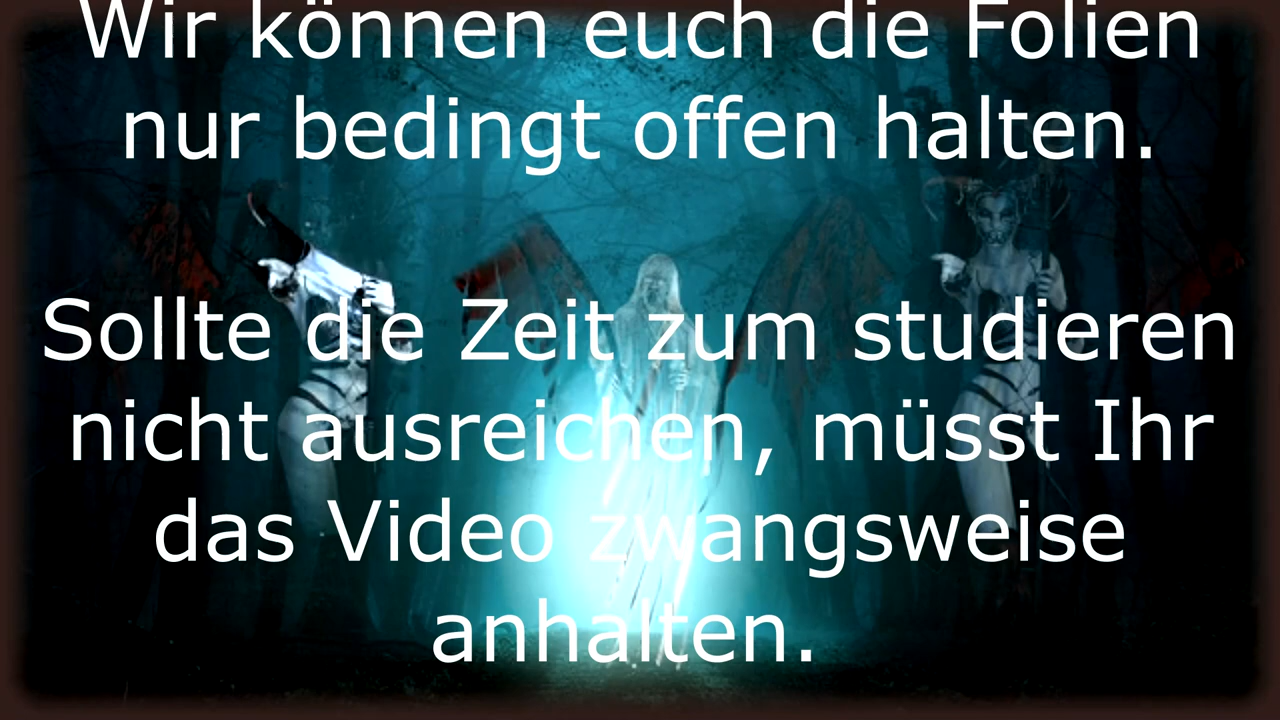 Wir können euch die Folien
nur bedingt offen halten.
Sollte die Zeit zum studieren
nicht ausreichen, müsst Ihr
das Video zwangsweise
anhalten.